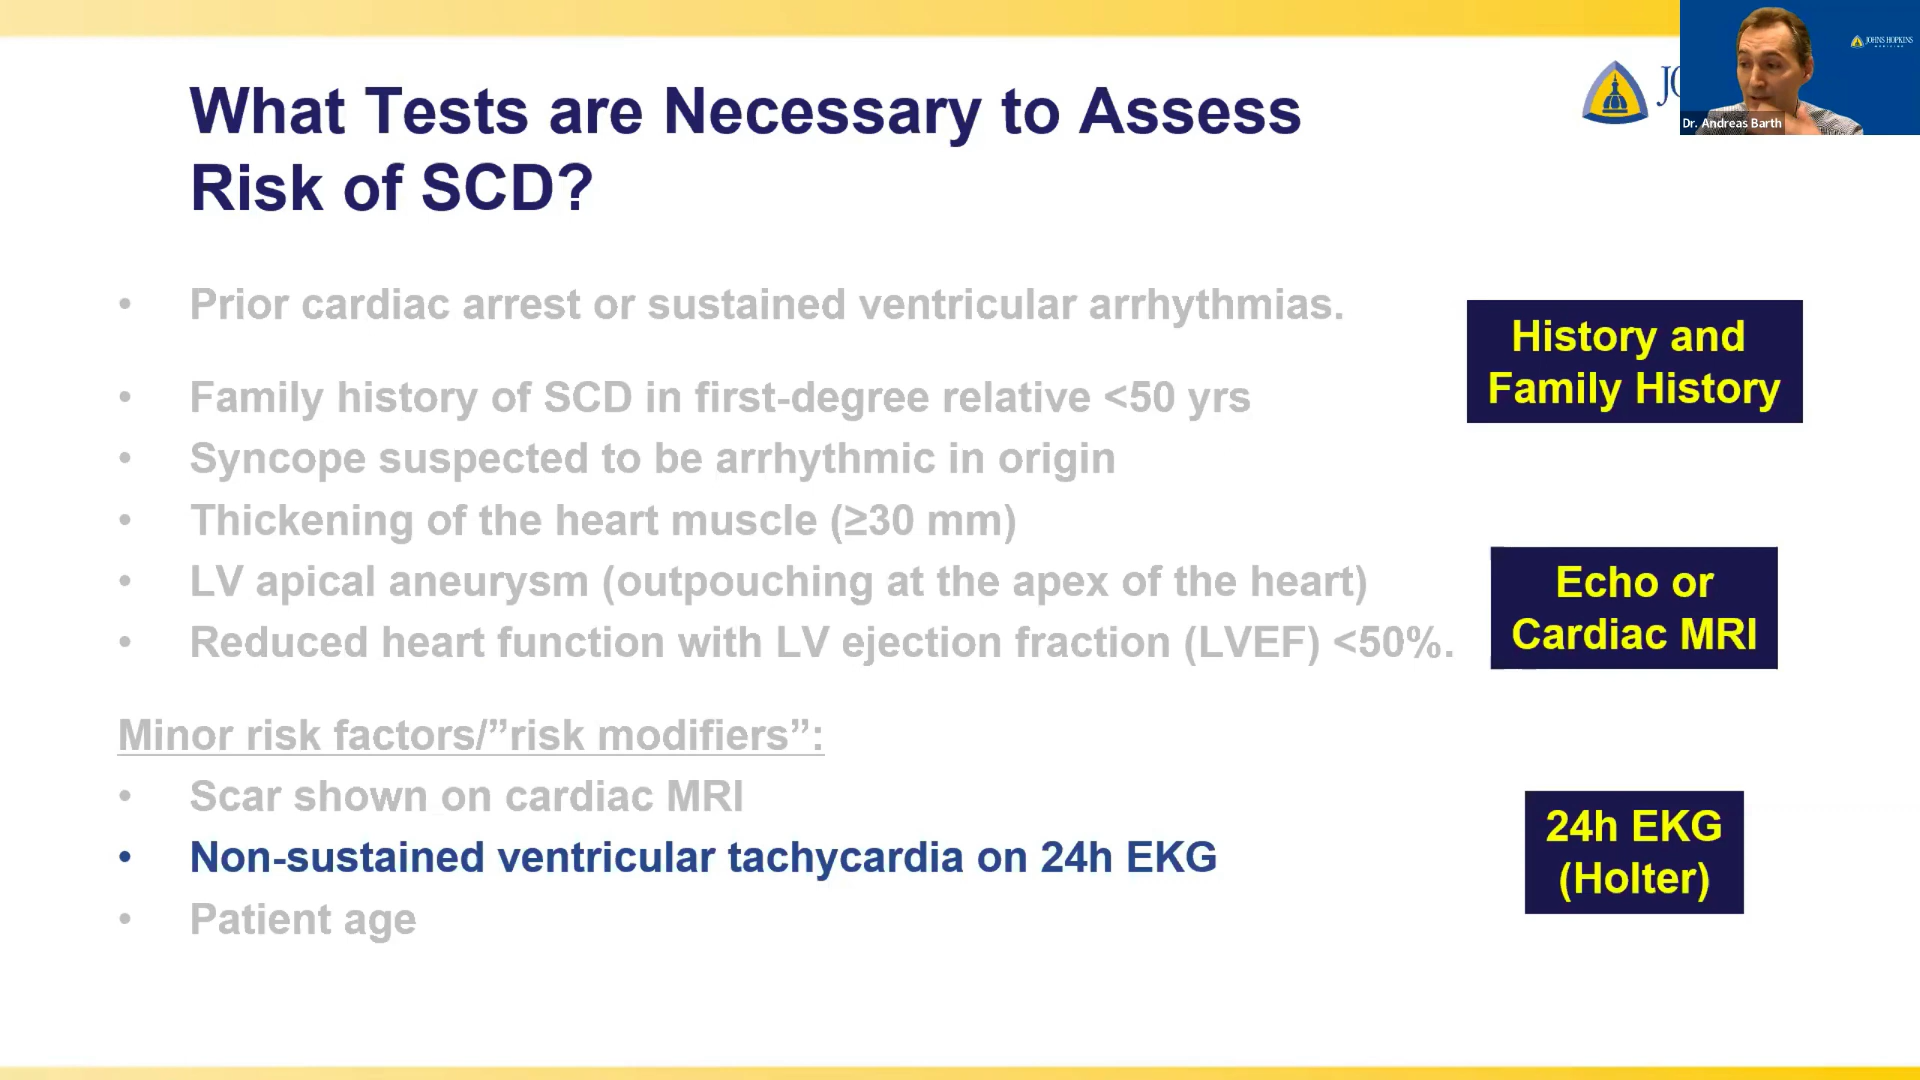 What Tests are Necessary to Assess
Risk of SCD?
JO
JOHNS HOPKINS
MEDICINE
Dr. Andreas Barth
• Prior cardiac arrest or sustained ventricular arrhythmias.
• Family history of SCD in first-degree relative <50 yrs
• Syncope suspected to be arrhythmic in origin
• Thickening of the heart muscle (≥30 mm)
• LV apical aneurysm (outpouching at the apex of the heart)
• Reduced heart function with LV ejection fraction (LVEF) <50%.
History and
Family History
Echo or
Cardiac MRI
Minor risk factors/”risk modifiers”:
• Scar shown on cardiac MRI
• Non-sustained ventricular tachycardia on 24h EKG
• Patient age
24h EKG
(Holter)